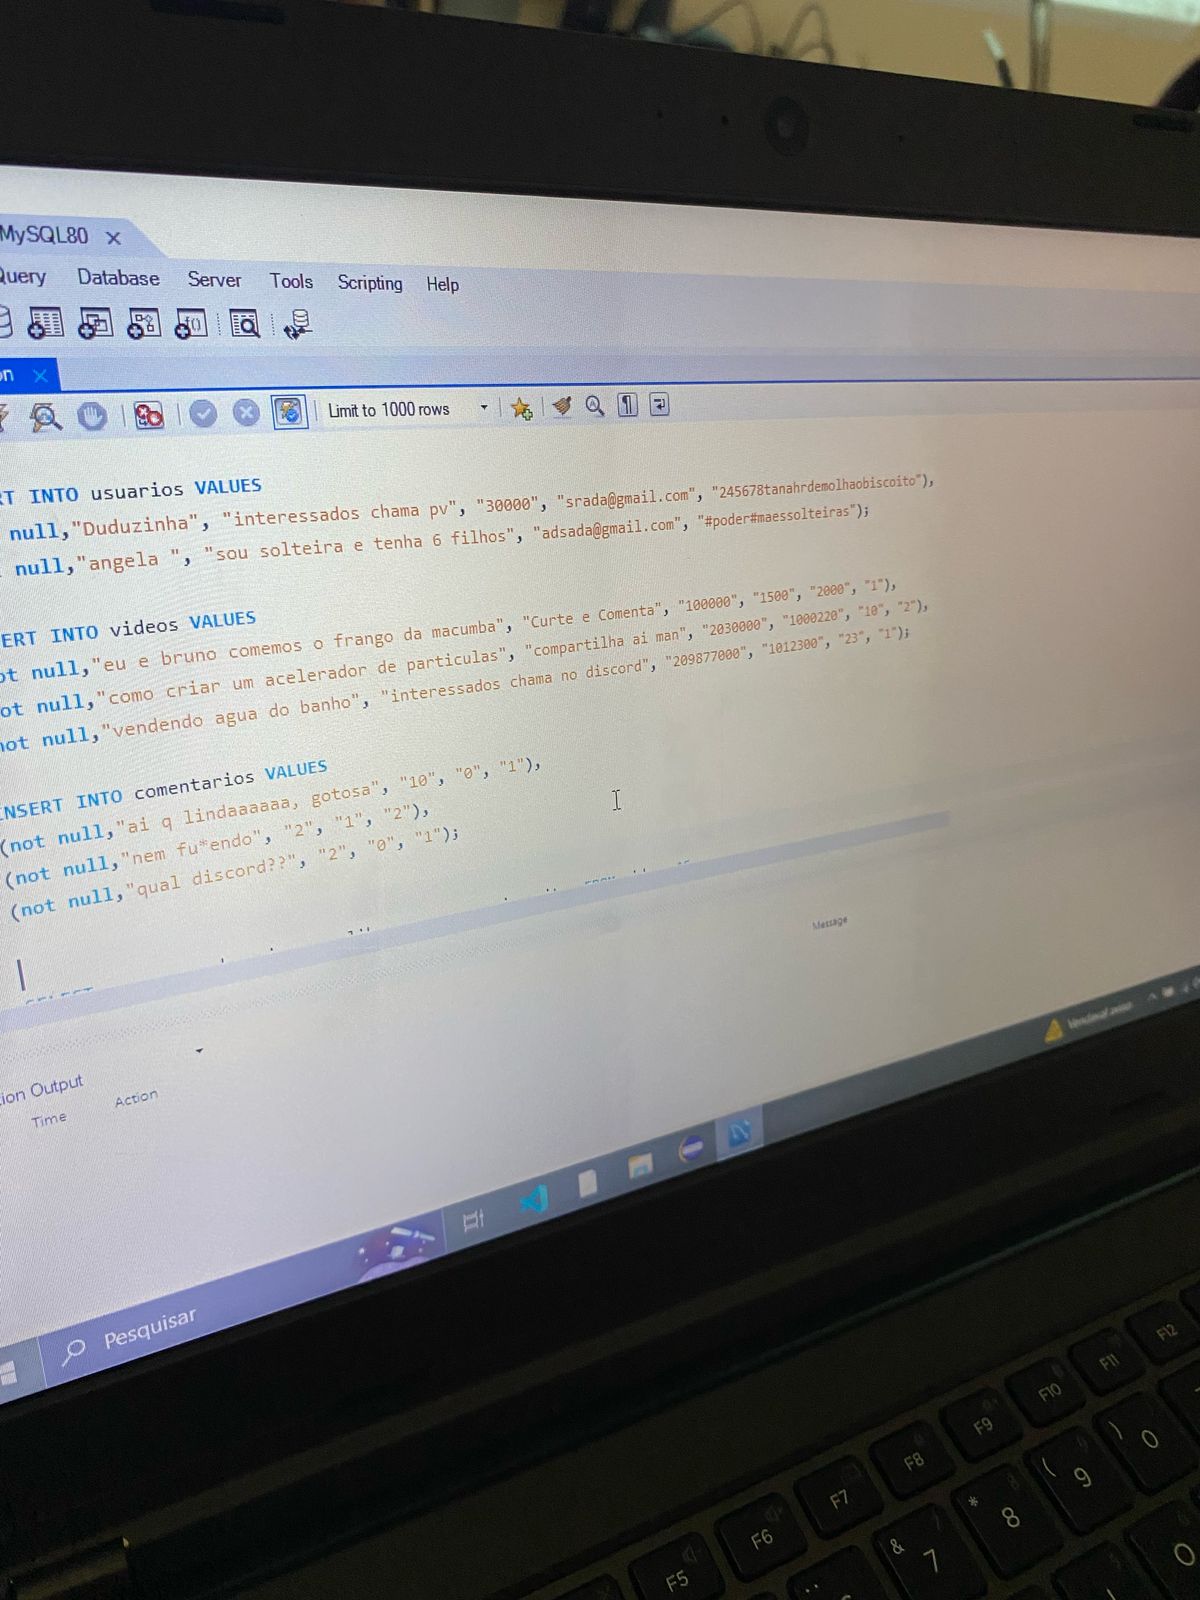 MySQL80
Query Database Server Tools Scripting Help
on
Limit to 1000 rows
RT INTO usuarios VALUES
null,"Duduzinha", "interessados chama pv", "30000", "srada@gmail.com", "245678tanahrdemolhaobiscoito"),
null,"angela ", "sou solteira e tenha 6 filhos", "adsada@gmail.com", "#poder#maessolteiras");
ERT INTO videos VALUES
ot null,"eu e bruno comemos o frango da macumba", "Curte e Comenta", "100000", "1500", "2000", "1"),
ot null,"como criar um acelerador de particulas", "compartilha ai man", "2030000", "1000220", "10", "2"),
not null,"vendendo agua do banho", "interessados chama no discord", "209877000", "1012300", "23", "1");
INSERT INTO comentarios VALUES
(not null,"ai q lindaaaaaa, gotosa", "10", "0", "1"),
(not null,"nem fu*endo", "2", "1", "2"),
(not null,"qual discord??", "2", "0", "1");
Message
ion Output
Time Action
Vendaval aviso
Pesquisar
F5 F6 F7 F8 F9 F10 F11 F12
& 7 * 8 ( 9 ) 0